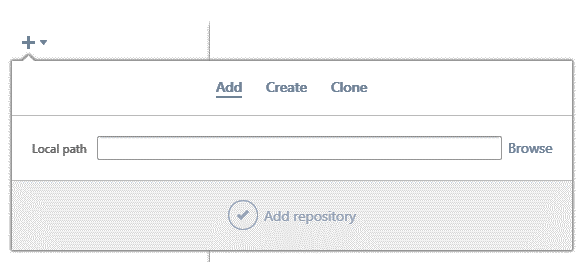 Add Create Clone
Local path Browse
Add repository